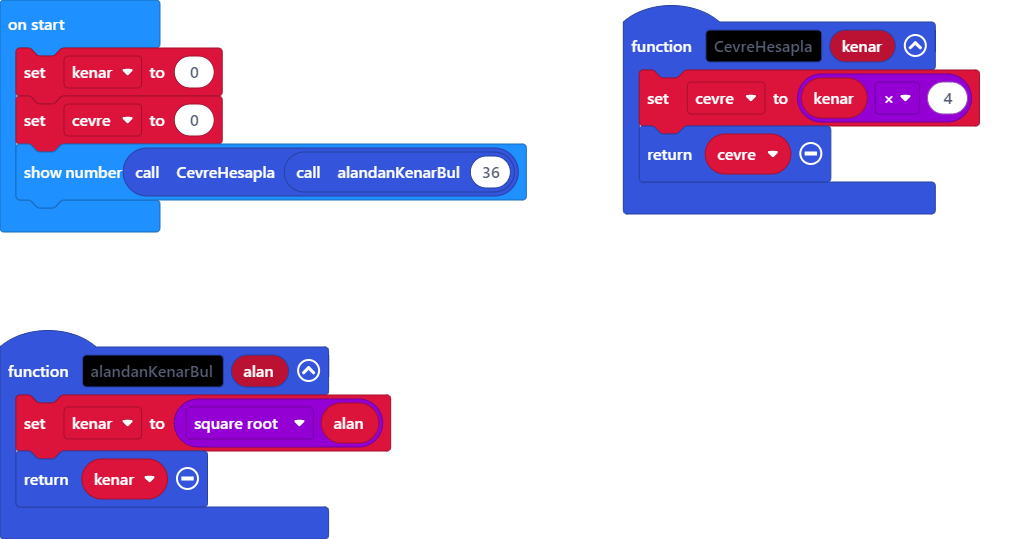 on start
set kenar to 0
set cevre to 0
show number call CevreHesapla call alandanKenarBul 36
function CevreHesapla kenar
set cevre to kenar × 4
return cevre
function alandanKenarBul alan
set kenar to square root alan
return kenar